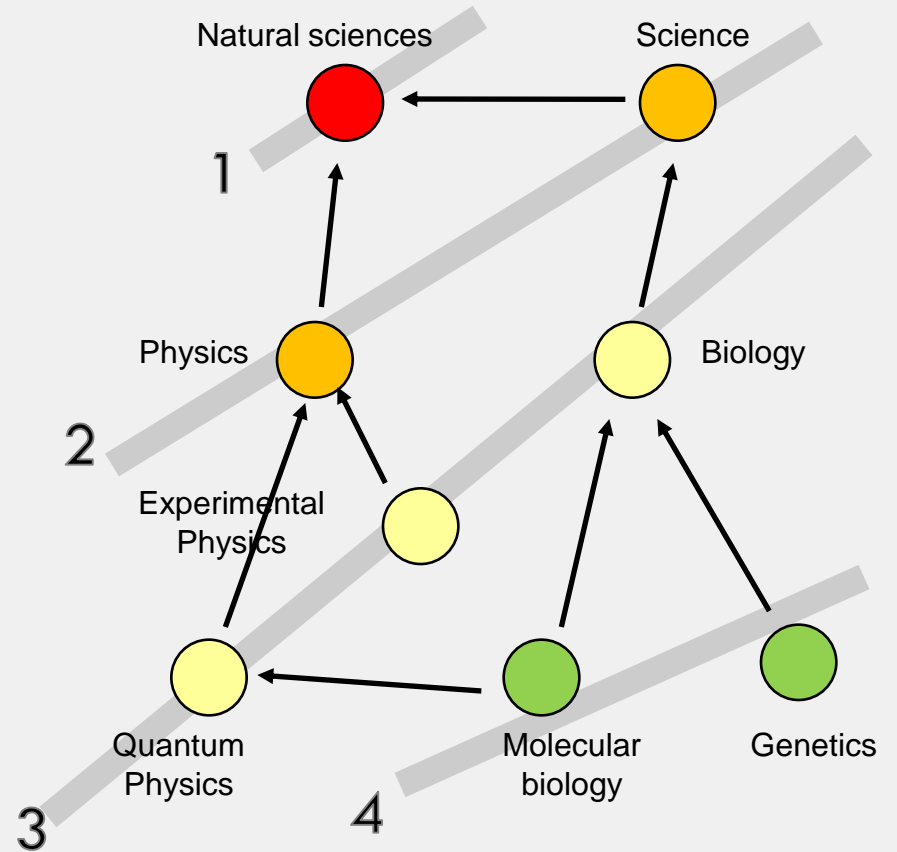 Natural sciences
Science
1
Physics
Biology
2
Experimental
Physics
Quantum
Physics
Molecular
biology
Genetics
3
4